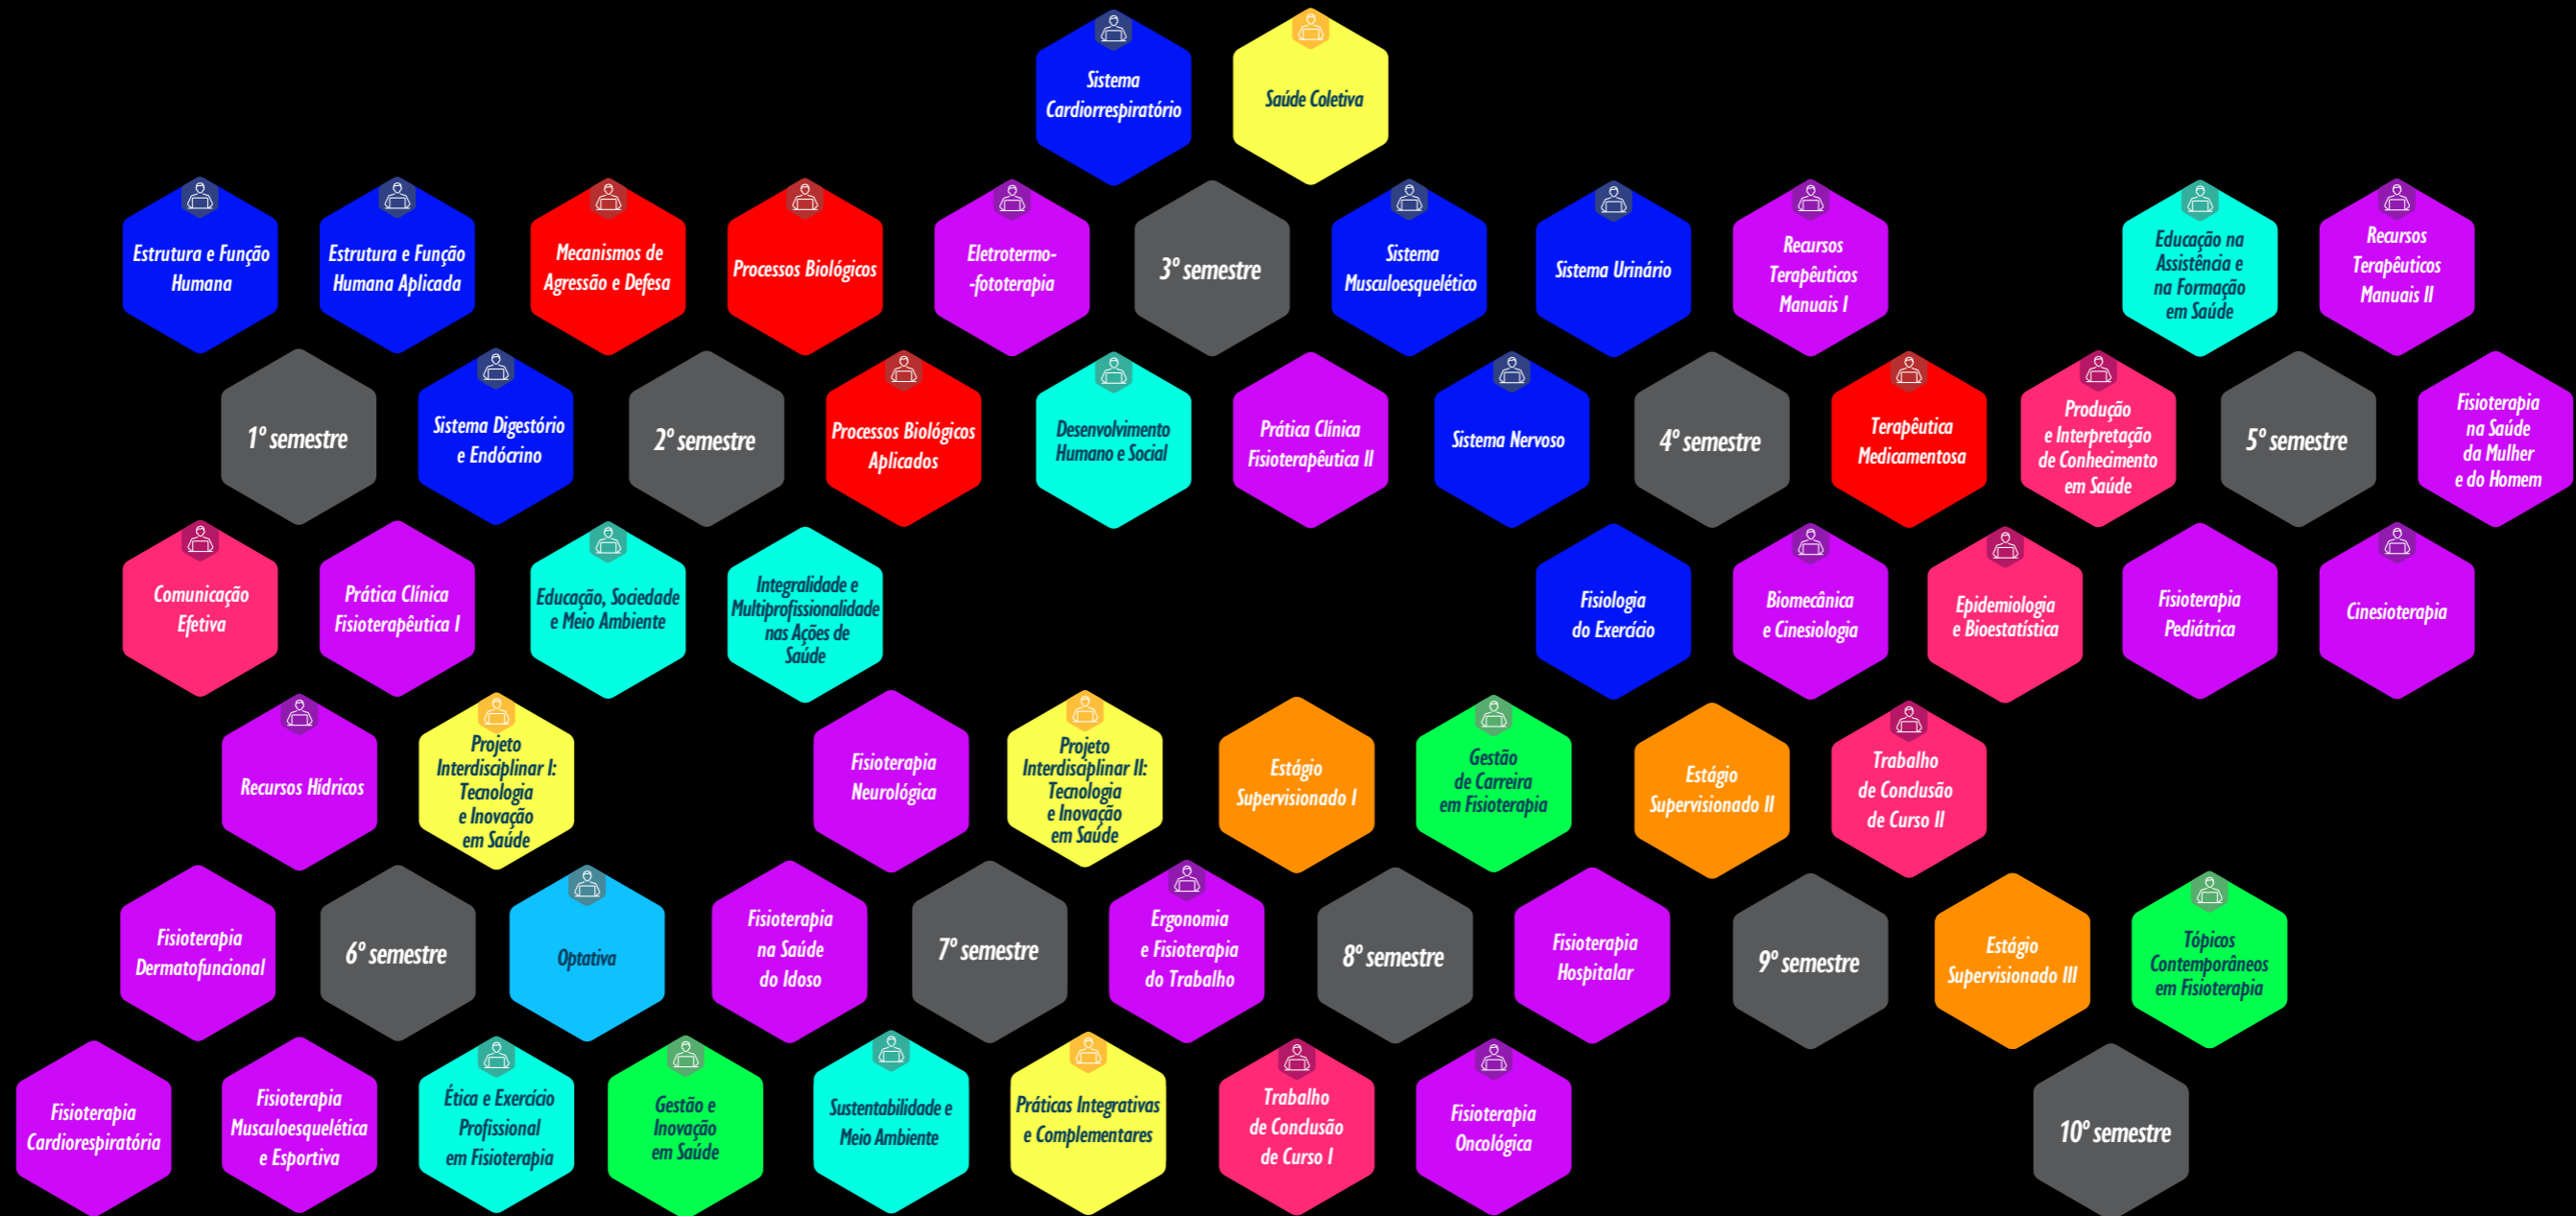 Sistema
Cardiorrespiratório
Saúde Coletiva
Estrutura e Função
Humana
Estrutura e Função
Humana Aplicada
Mecanismos de
Agressão e Defesa
Processos Biológicos
Eletrotermo-
-fototerapia
3º semestre
Sistema
Musculoesquelético
Sistema Urinário
Recursos
Terapêuticos
Manuais I
Educação na
Assistência e
na Formação
em Saúde
Recursos
Terapêuticos
Manuais II
1º semestre
Sistema Digestório
e Endócrino
2º semestre
Processos Biológicos
Aplicados
Desenvolvimento
Humano e Social
Prática Clínica
Fisioterapêutica II
Sistema Nervoso
4º semestre
Terapêutica
Medicamentosa
Produção
e Interpretação
de Conhecimento
em Saúde
5º semestre
Fisioterapia
na Saúde
da Mulher
e do Homem
Comunicação
Efetiva
Prática Clínica
Fisioterapêutica I
Educação, Sociedade
e Meio Ambiente
Integralidade e
Multiprofissionalidade
nas Ações de
Saúde
Fisiologia
do Exercício
Biomecânica
e Cinesiologia
Epidemiologia
e Bioestatística
Fisioterapia
Pediátrica
Cinesioterapia
Recursos Hídricos
Projeto
Interdisciplinar I:
Tecnologia
e Inovação
em Saúde
Fisioterapia
Neurológica
Projeto
Interdisciplinar II:
Tecnologia
e Inovação
em Saúde
Estágio
Supervisionado I
Gestão
de Carreira
em Fisioterapia
Estágio
Supervisionado II
Trabalho
de Conclusão
de Curso II
Fisioterapia
Dermatofuncional
6º semestre
Optativa
Fisioterapia
na Saúde
do Idoso
7º semestre
Ergonomia
e Fisioterapia
do Trabalho
8º semestre
Fisioterapia
Hospitalar
9º semestre
Estágio
Supervisionado III
Tópicos
Contemporâneos
em Fisioterapia
Fisioterapia
Cardiorespiratória
Fisioterapia
Musculoesquelética
e Esportiva
Ética e Exercício
Profissional
em Fisioterapia
Gestão e
Inovação
em Saúde
Sustentabilidade e
Meio Ambiente
Práticas Integrativas
e Complementares
Trabalho
de Conclusão
de Curso I
Fisioterapia
Oncológica
10º semestre